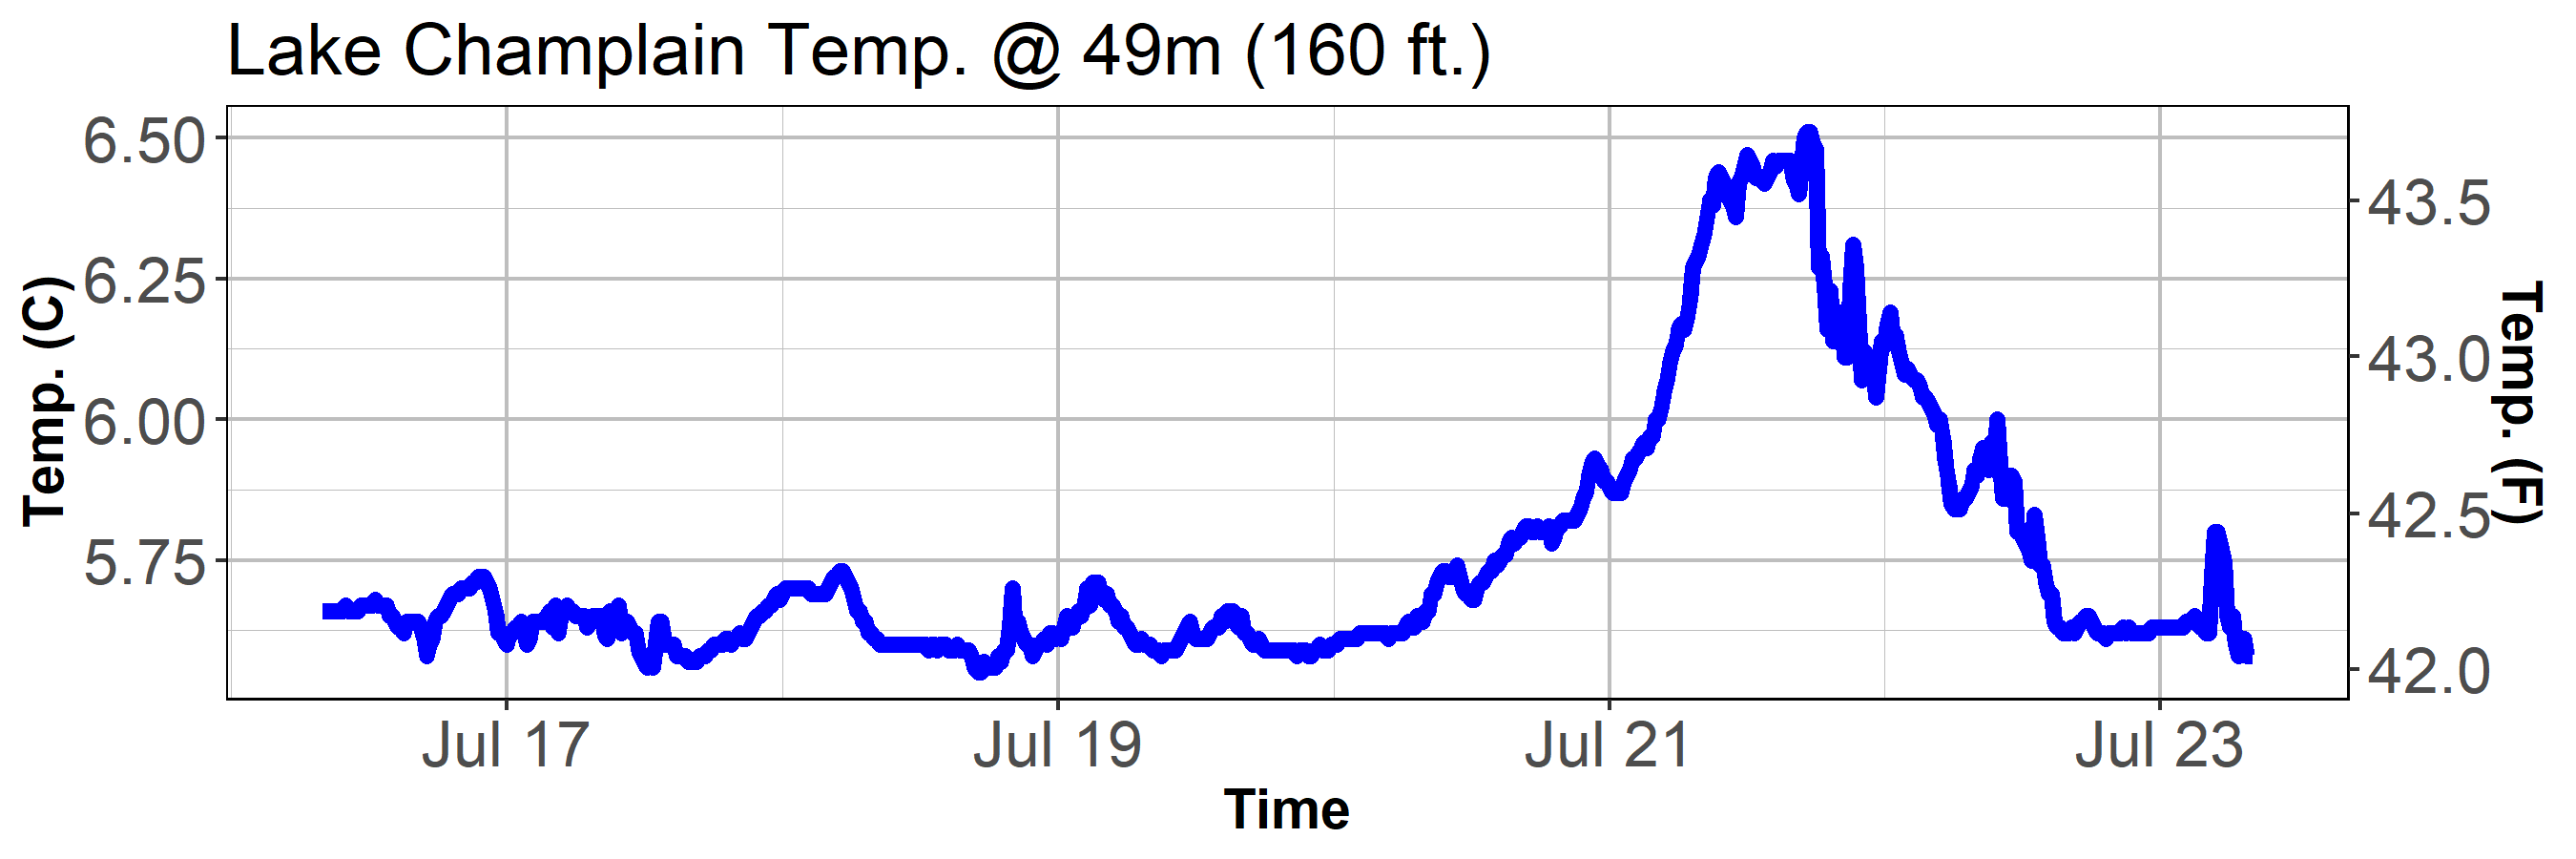 Lake Champlain Temp. @ 49m (160 ft.)
6.50
6.25
6.00
5.75
Temp. (C)
43.5
43.0
42.5
42.0
Temp. (F)
Jul 17
Jul 19
Jul 21
Jul 23
Time